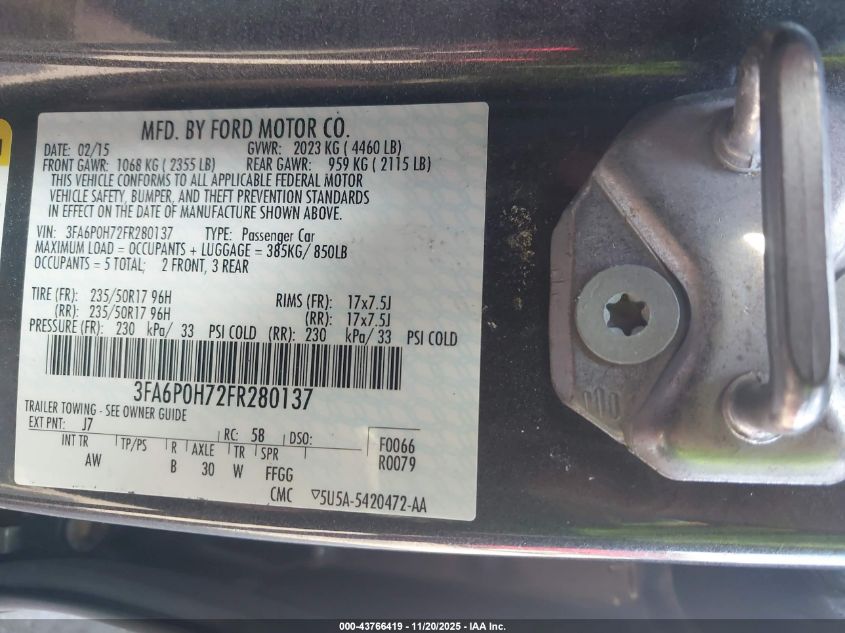 MFD. BY FORD MOTOR CO.
DATE: 02/15 GVWR: 2023 KG ( 4460 LB)
FRONT GAWR: 1068 KG ( 2355 LB) REAR GAWR: 959 KG ( 2115 LB)
THIS VEHICLE CONFORMS TO ALL APPLICABLE FEDERAL MOTOR
VEHICLE SAFETY, BUMPER, AND THEFT PREVENTION STANDARDS
IN EFFECT ON THE DATE OF MANUFACTURE SHOWN ABOVE.
VIN: 3FA6P0H72FR280137 TYPE: Passenger Car
MAXIMUM LOAD = OCCUPANTS + LUGGAGE = 385KG/ 850LB
OCCUPANTS = 5 TOTAL; 2 FRONT, 3 REAR
TIRE (FR): 235/50R17 96H RIMS (FR): 17x7.5J
(RR): 235/50R17 96H (RR): 17x7.5J
PRESSURE (FR): 230 kPa/ 33 PSI COLD (RR): 230 kPa/ 33 PSI COLD
3FA6P0H72FR280137
TRAILER TOWING - SEE OWNER GUIDE
EXT PNT: J7 RC: 58 DSO: F0066
INT TR TP/PS R AXLE TR SPR R0079
AW B 30 W FFGG
CMC ▽5U5A-5420472-AA
000-43766419 - 11/20/2025 - IAA Inc.